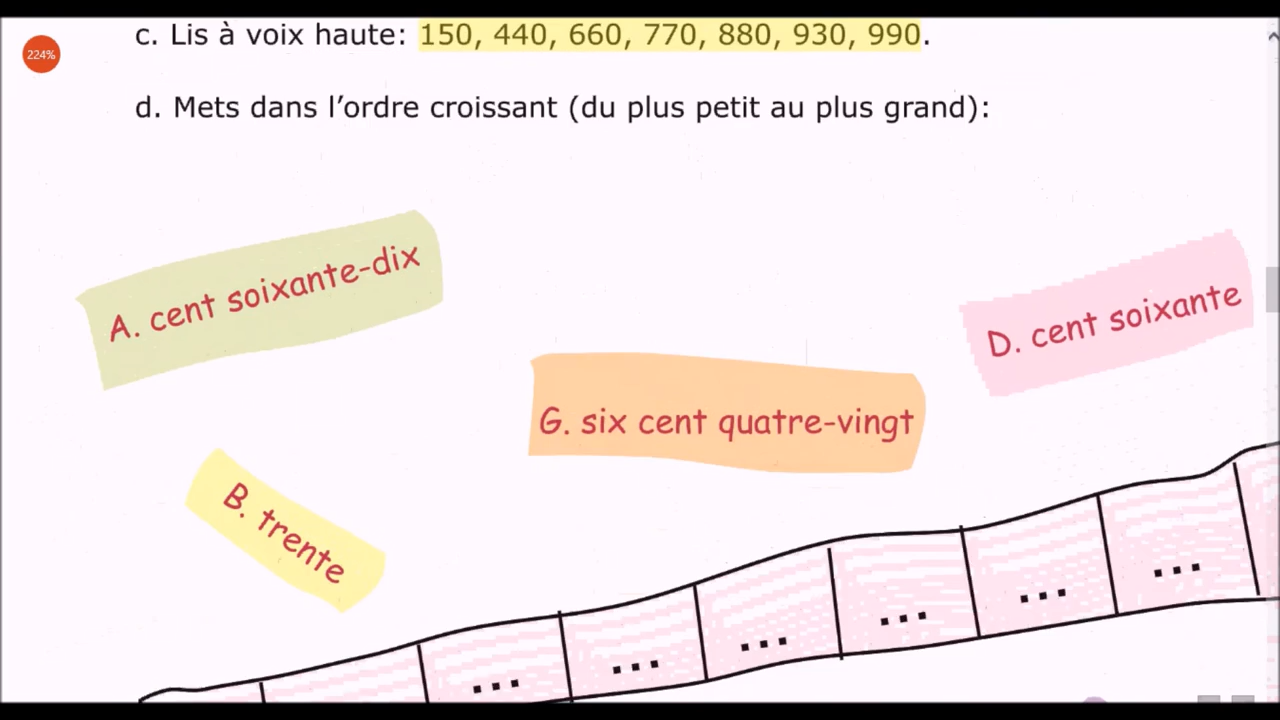 224%
c. Lis à voix haute: 150, 440, 660, 770, 880, 930, 990.
d. Mets dans l’ordre croissant (du plus petit au plus grand):
A. cent soixante-dix
D. cent soixante
G. six cent quatre-vingt
B. trente
...
...
...
...
...
...